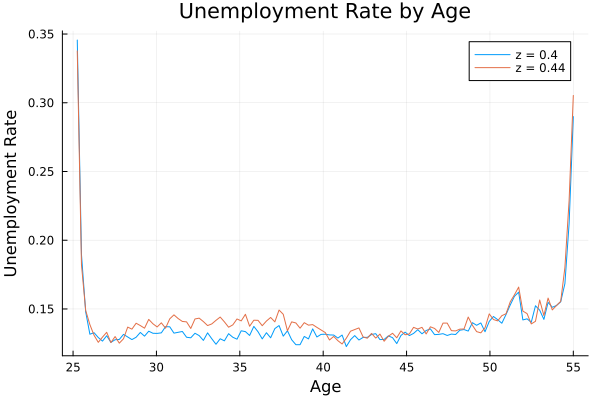 Unemployment Rate by Age
0.35
0.30
0.25
0.20
0.15
Unemployment Rate
z = 0.4
z = 0.44
25 30 35 40 45 50 55
Age